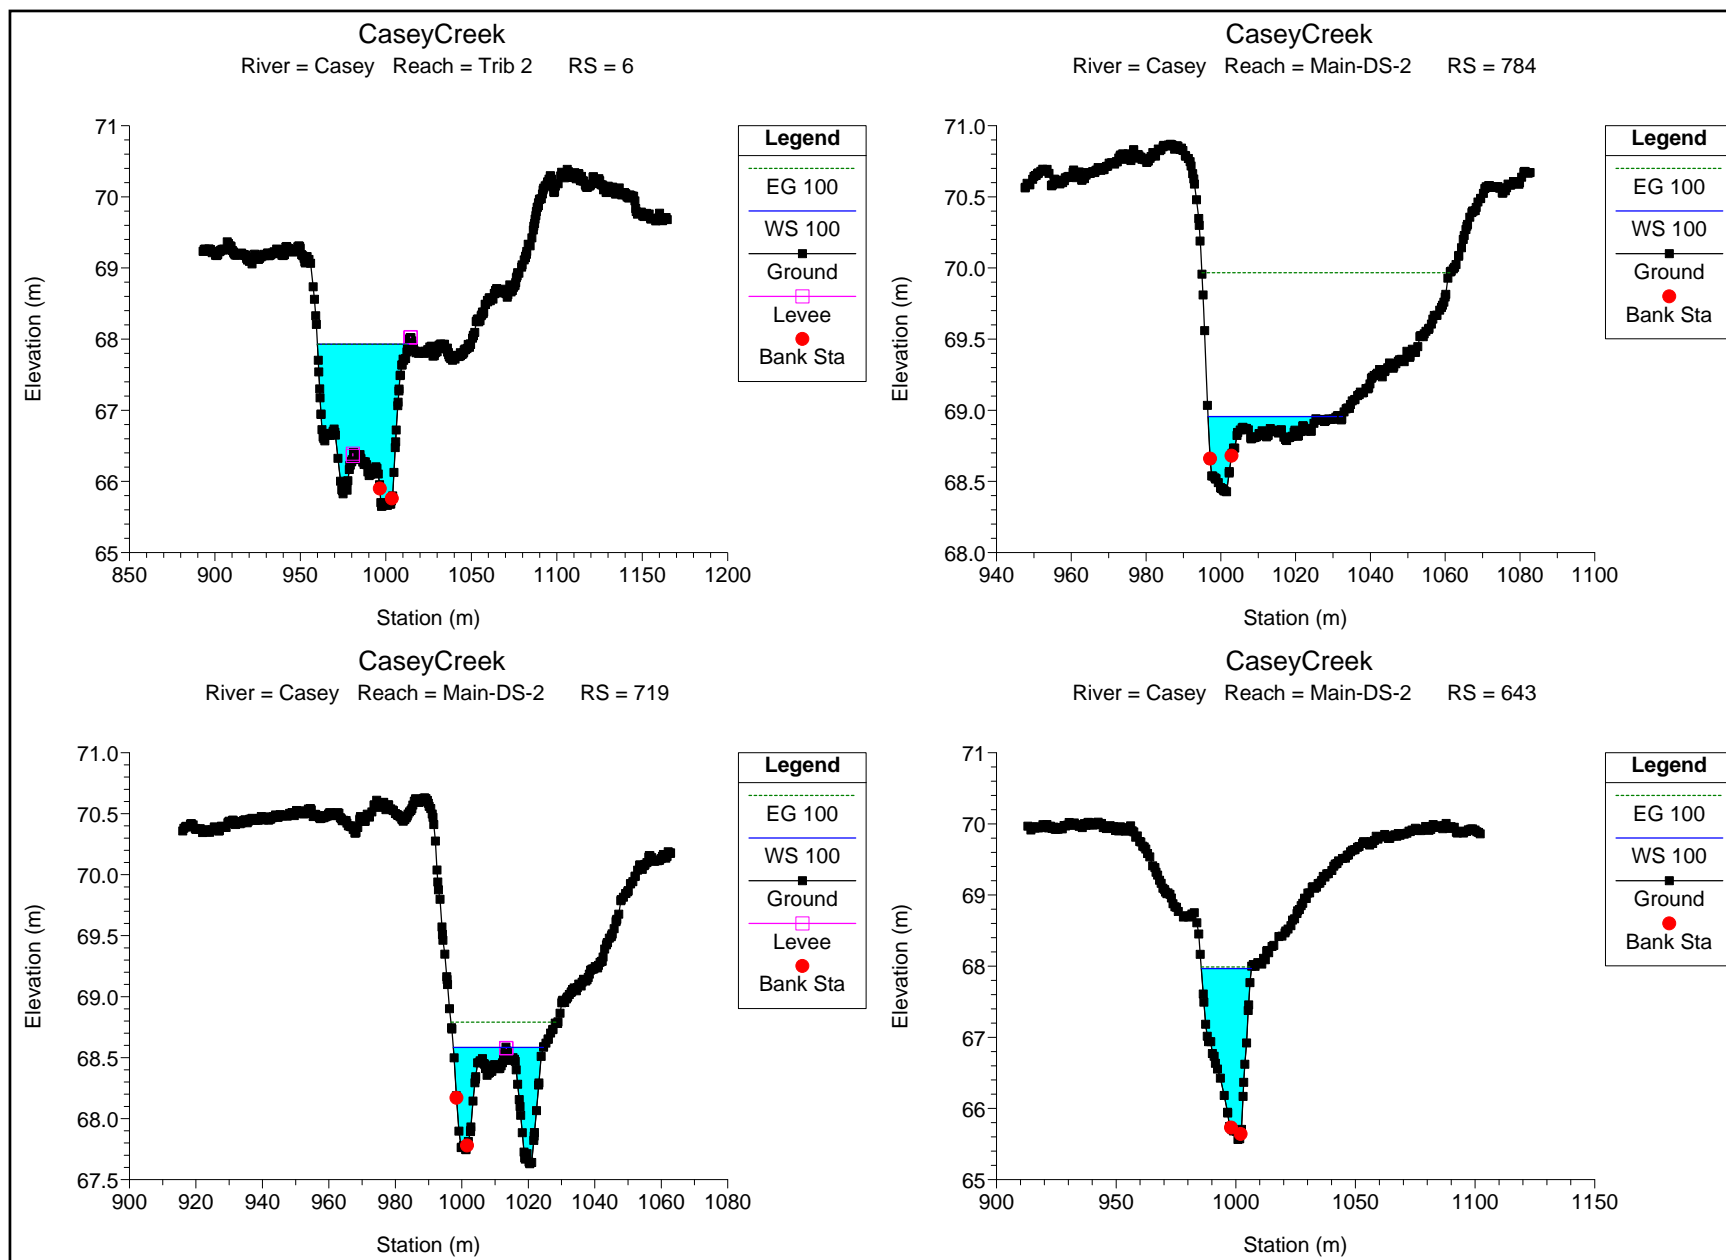 CaseyCreek
River = Casey Reach = Trib 2 RS = 6
71
70
69
68
67
66
65
850 900 950 1000 1050 1100 1150 1200
Elevation (m)
Station (m)
Legend
EG 100
WS 100
Ground
Levee
Bank Sta
CaseyCreek
River = Casey Reach = Main-DS-2 RS = 784
71.0
70.5
70.0
69.5
69.0
68.5
68.0
940 960 980 1000 1020 1040 1060 1080 1100
Elevation (m)
Station (m)
Legend
EG 100
WS 100
Ground
Bank Sta
CaseyCreek
River = Casey Reach = Main-DS-2 RS = 719
71.0
70.5
70.0
69.5
69.0
68.5
68.0
67.5
900 920 940 960 980 1000 1020 1040 1060 1080
Elevation (m)
Station (m)
Legend
EG 100
WS 100
Ground
Levee
Bank Sta
CaseyCreek
River = Casey Reach = Main-DS-2 RS = 643
71
70
69
68
67
66
65
900 950 1000 1050 1100 1150
Elevation (m)
Station (m)
Legend
EG 100
WS 100
Ground
Bank Sta